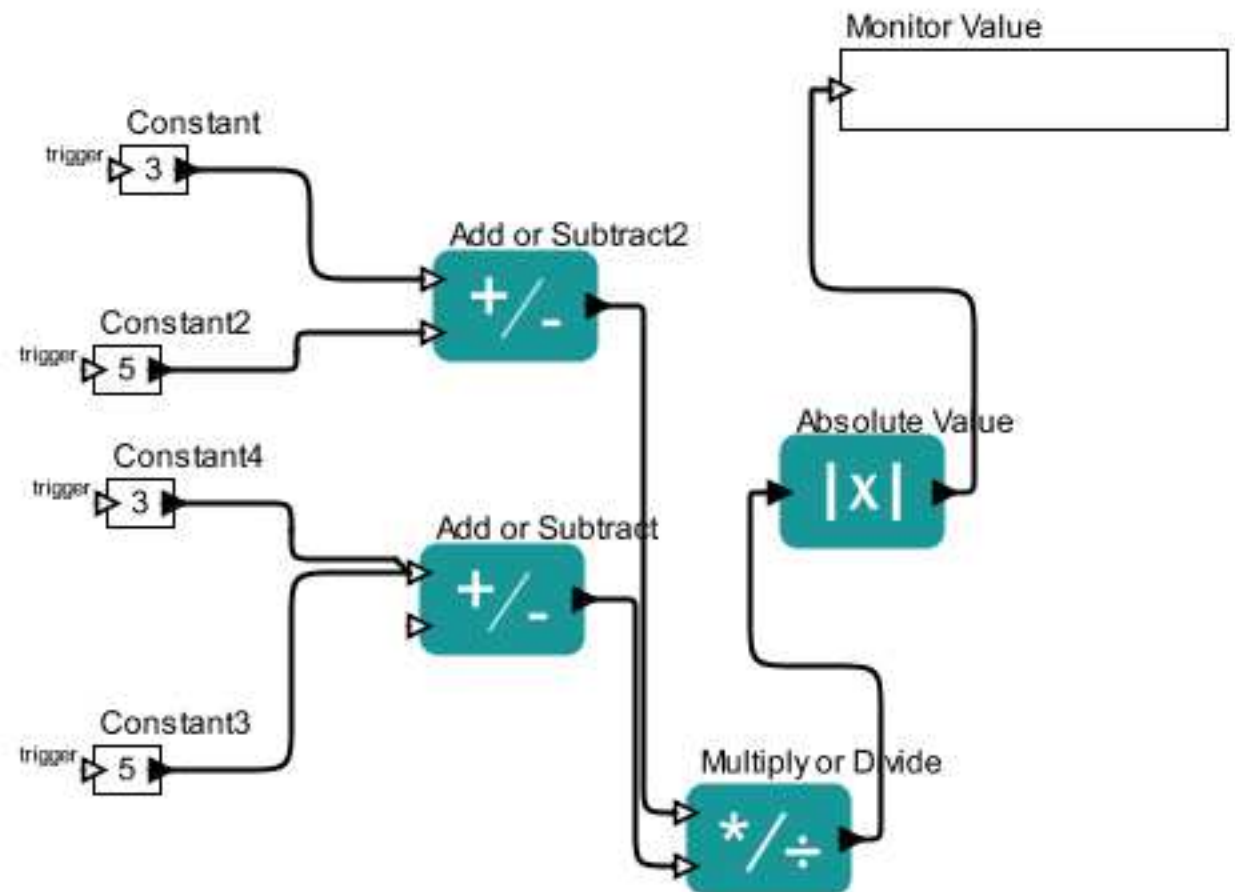 Monitor Value
Constant
trigger
3
Add or Subtract2
+/-
Constant2
trigger
5
Absolute Value
|x|
Constant4
trigger
3
Add or Subtract
+/-
Constant3
trigger
5
Multiply or Divide
*/÷